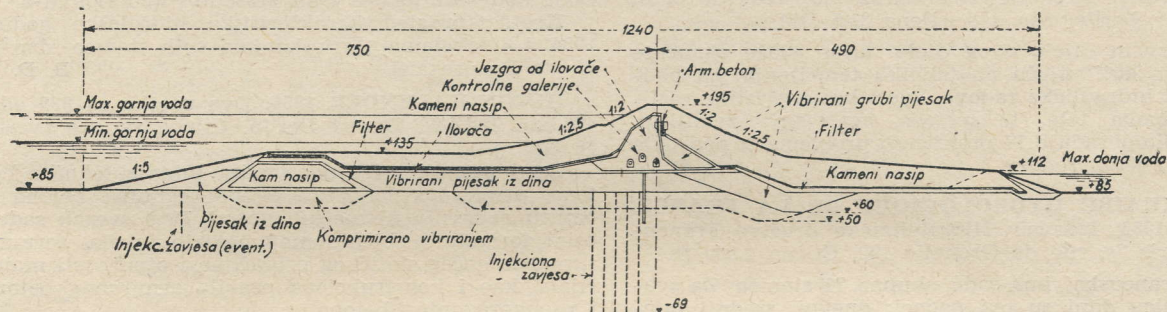 1240
750
490
Jezgra od ilovače
Kontrolne galerije
Kameni nasip
Arm.beton
+195
1:2
1:2
Vibrirani grubi pijesak
Max. gornja voda
Min. gornja voda
Filter
+135
Ilovača
1:2,5
1:2,5
Filter
+85
1:5
Kam nasip
Vibrirani pijesak iz dina
Kameni nasip
+112
Max. donja voda
+85
+60
+50
Pijesak iz dina
Injekc. zavjesa (event.)
Komprimirano vibriranjem
Injekciona
zavjesa
-69